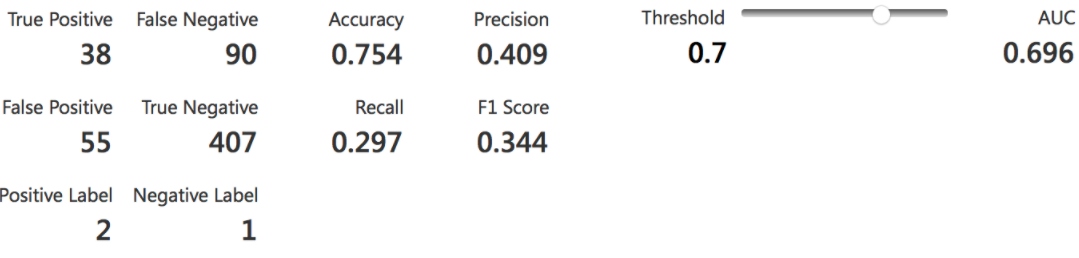 True Positive False Negative Accuracy Precision Threshold AUC
38 90 0.754 0.409 0.7 0.696
False Positive True Negative Recall F1 Score
55 407 0.297 0.344
Positive Label Negative Label
2 1